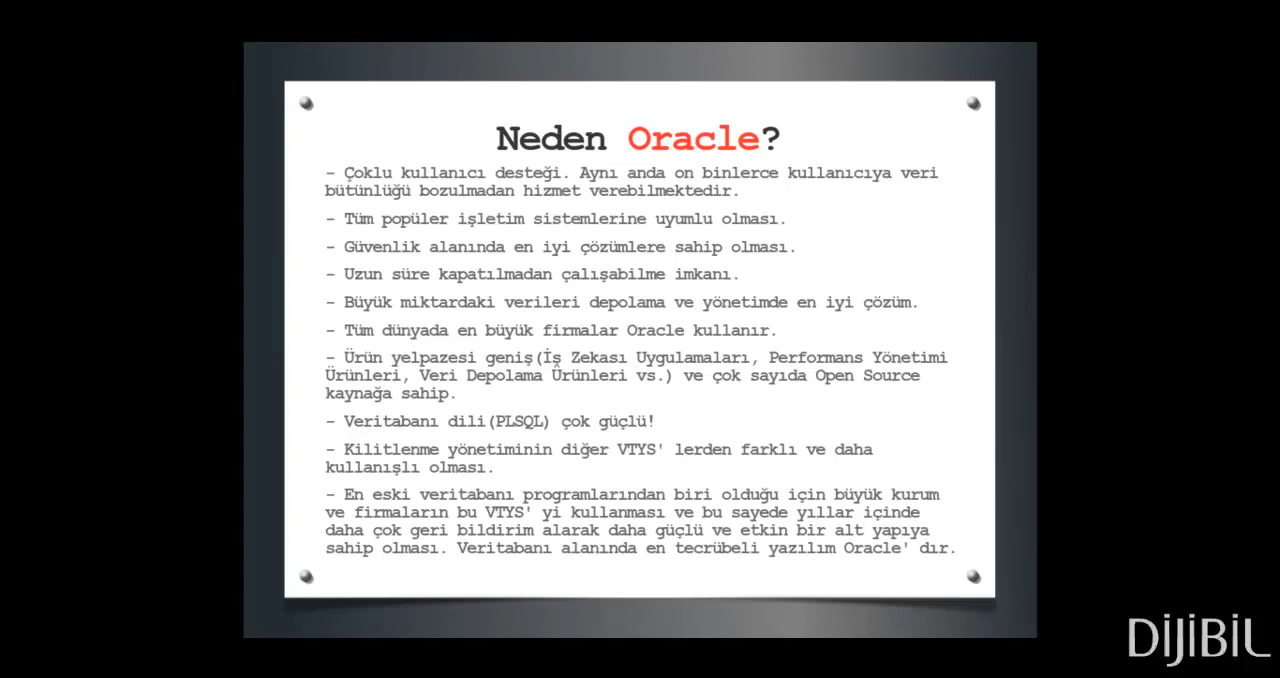 Neden Oracle?
- Çoklu kullanıcı desteği. Aynı anda on binlerce kullanıcıya veri
bütünlüğü bozulmadan hizmet verebilmektedir.
- Tüm popüler işletim sistemlerine uyumlu olması.
- Güvenlik alanında en iyi çözümlere sahip olması.
- Uzun süre kapatılmadan çalışabilme imkanı.
- Büyük miktardaki verileri depolama ve yönetimde en iyi çözüm.
- Tüm dünyada en büyük firmalar Oracle kullanır.
- Ürün yelpazesi geniş(İş Zekası Uygulamaları, Performans Yönetimi
Ürünleri, Veri Depolama Ürünleri vs.) ve çok sayıda Open Source
kaynağa sahip.
- Veritabanı dili(PLSQL) çok güçlü!
- Kilitlenme yönetiminin diğer VTYS' lerden farklı ve daha
kullanışlı olması.
- En eski veritabanı programlarından biri olduğu için büyük kurum
ve firmaların bu VTYS' yi kullanması ve bu sayede yıllar içinde
daha çok geri bildirim alarak daha güçlü ve etkin bir alt yapıya
sahip olması. Veritabanı alanında en tecrübeli yazılım Oracle' dır.
DİJİBİL